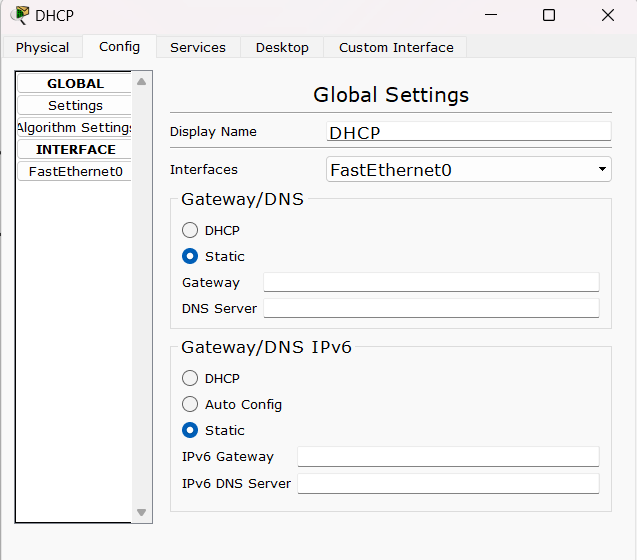 DHCP
Physical Config Services Desktop Custom Interface
GLOBAL
Settings
Algorithm Settings
INTERFACE
FastEthernet0
Global Settings
Display Name DHCP
Interfaces FastEthernet0
Gateway/DNS
DHCP
Static
Gateway
DNS Server
Gateway/DNS IPv6
DHCP
Auto Config
Static
IPv6 Gateway
IPv6 DNS Server